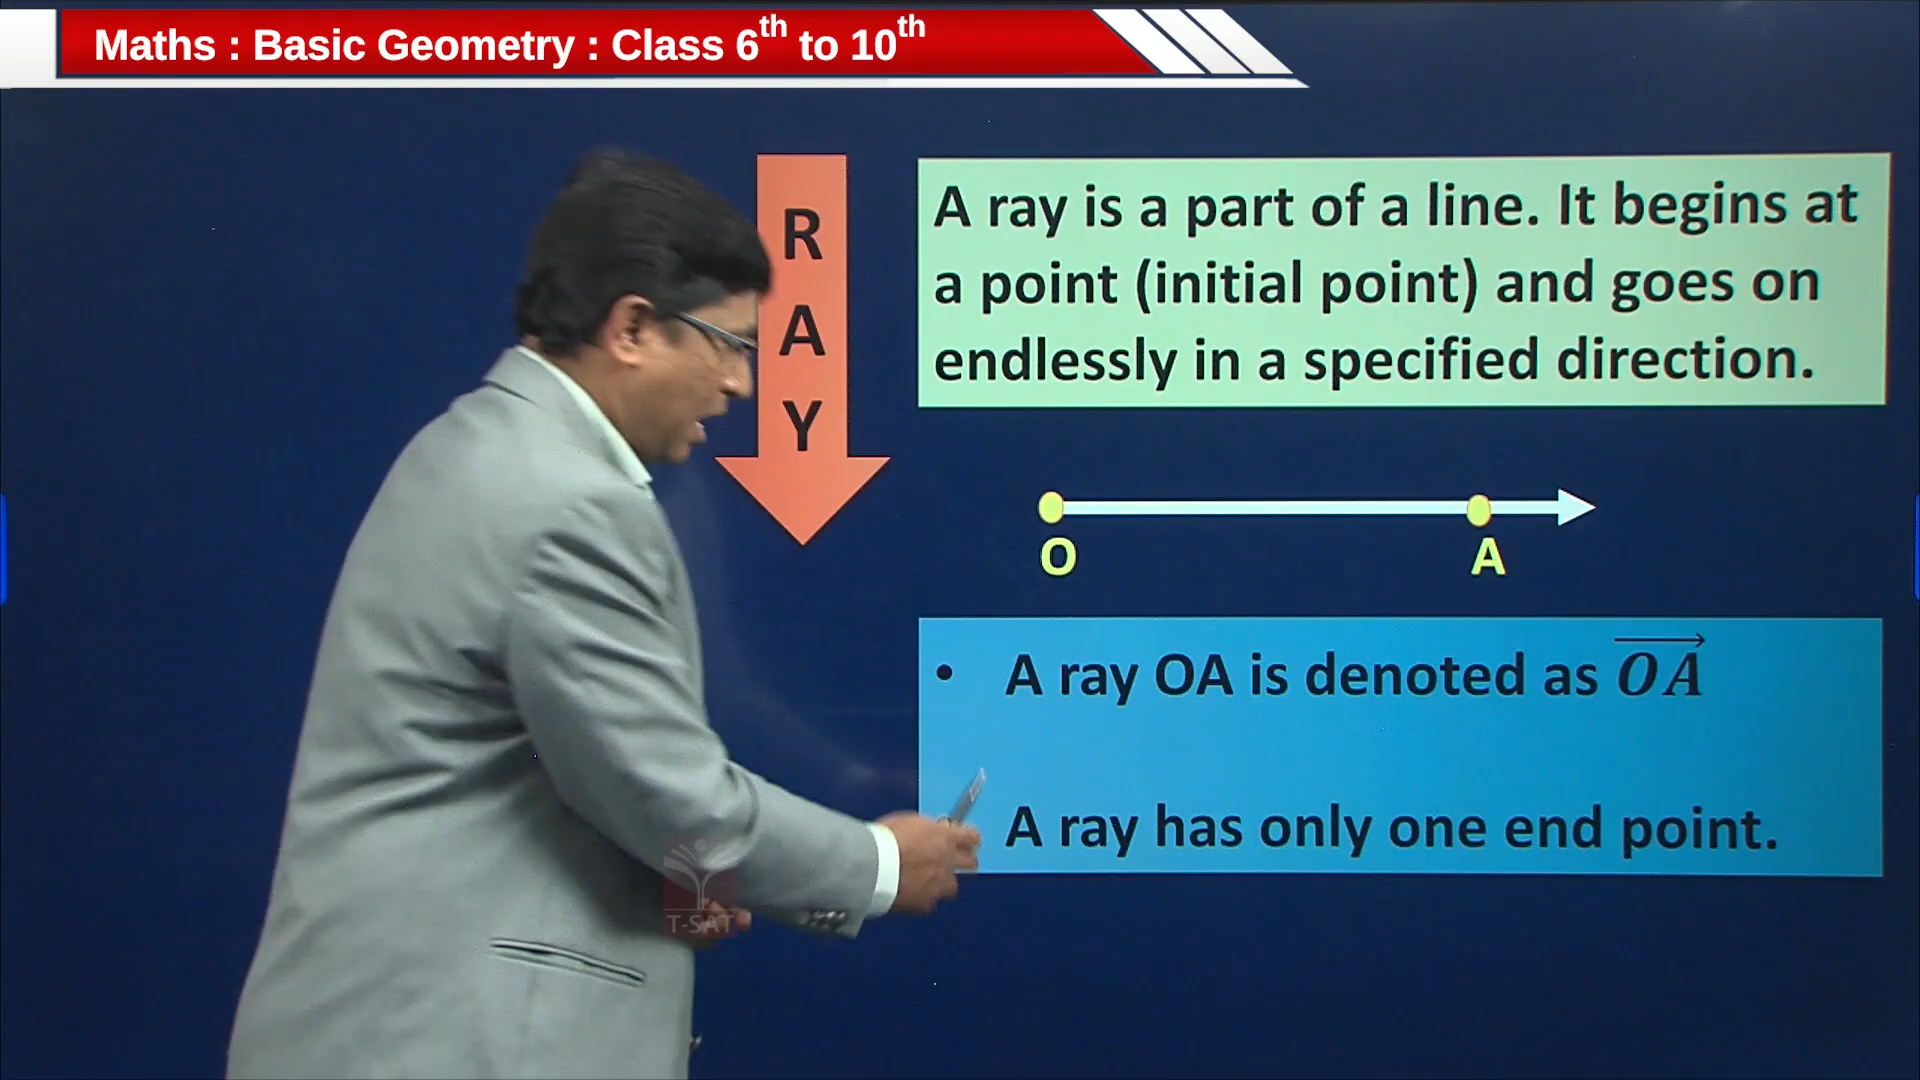 Maths : Basic Geometry : Class 6th to 10th
R
A
Y
A ray is a part of a line. It begins at
a point (initial point) and goes on
endlessly in a specified direction.
O A
• A ray OA is denoted as \overrightarrow{OA}
A ray has only one end point.
T-SAT